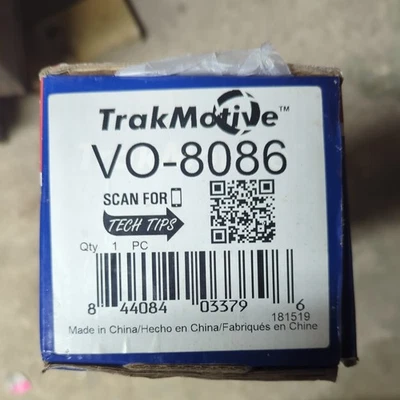 TrakMotive™
VO-8086
SCAN FOR
TECH TIPS
Qty 1 PC
8 44084 03379 6
181519
Made in China/Hecho en China/Fabriqués en Chine